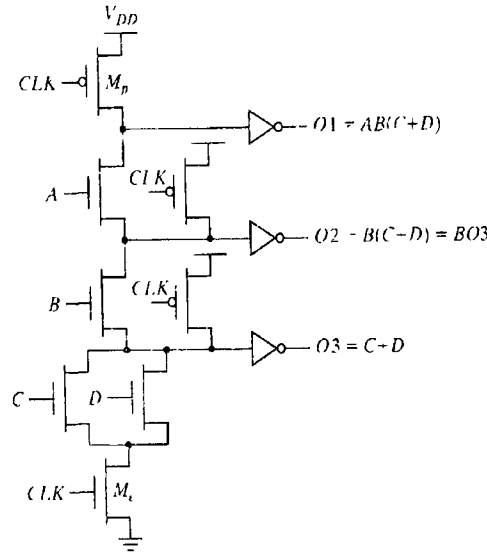 V_DD
CLK M_p
O1 = AB(C+D)
CLK
A
O2 - B(C+D) = BO3
CLK
B
O3 = C+D
C D
CLK M_e